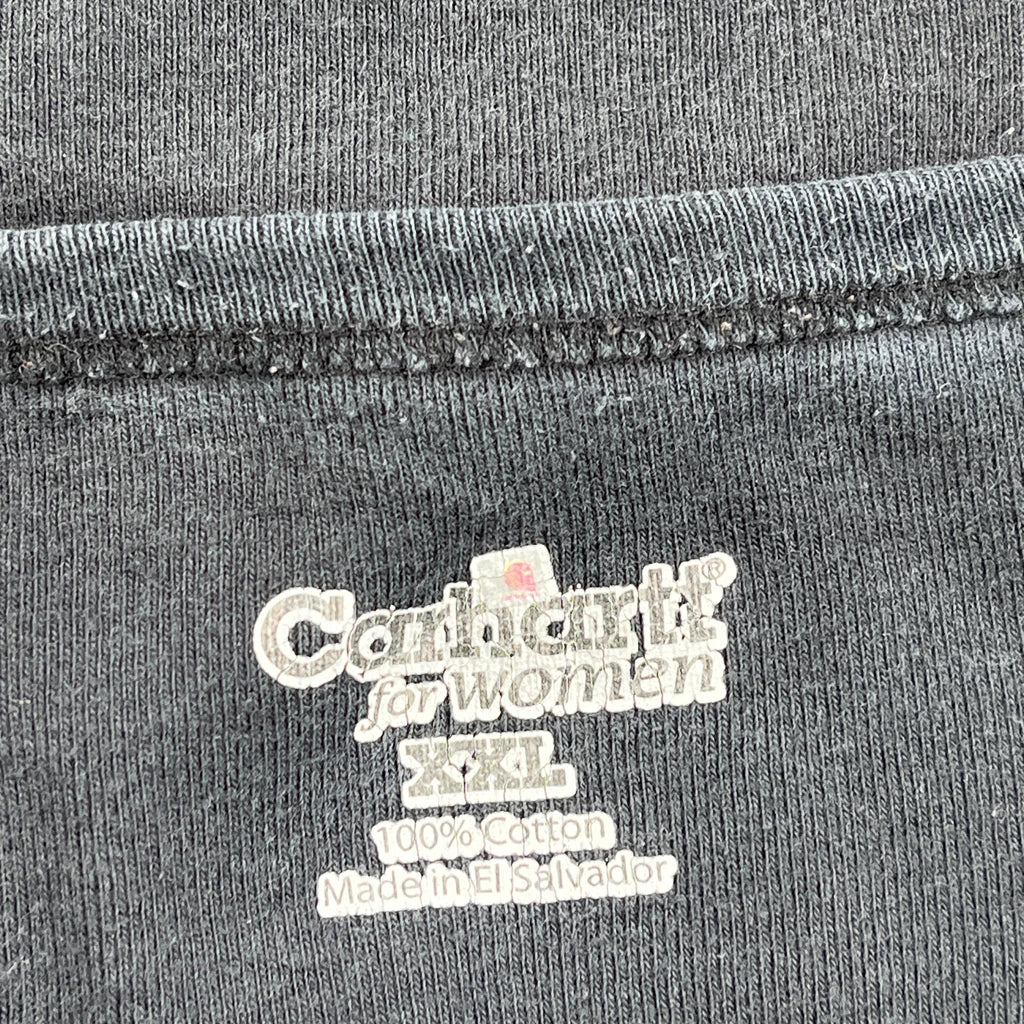 Carhartt®
for women
XXL
100% Cotton
Made in El Salvador